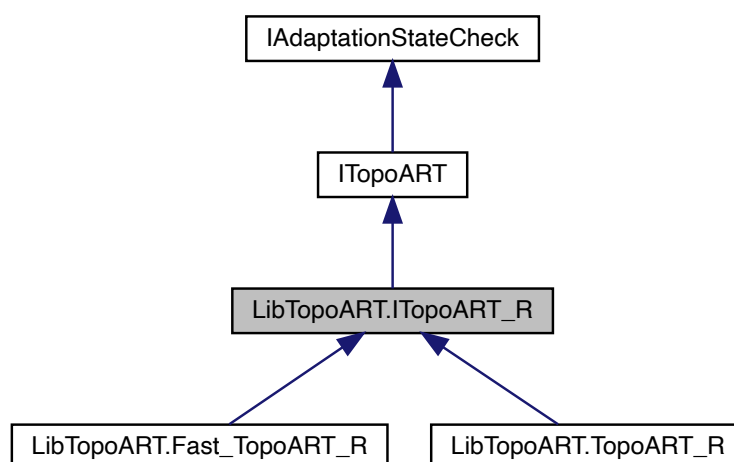 IAdaptationStateCheck
ITopoART
LibTopoART.ITopoART_R
LibTopoART.Fast_TopoART_R
LibTopoART.TopoART_R